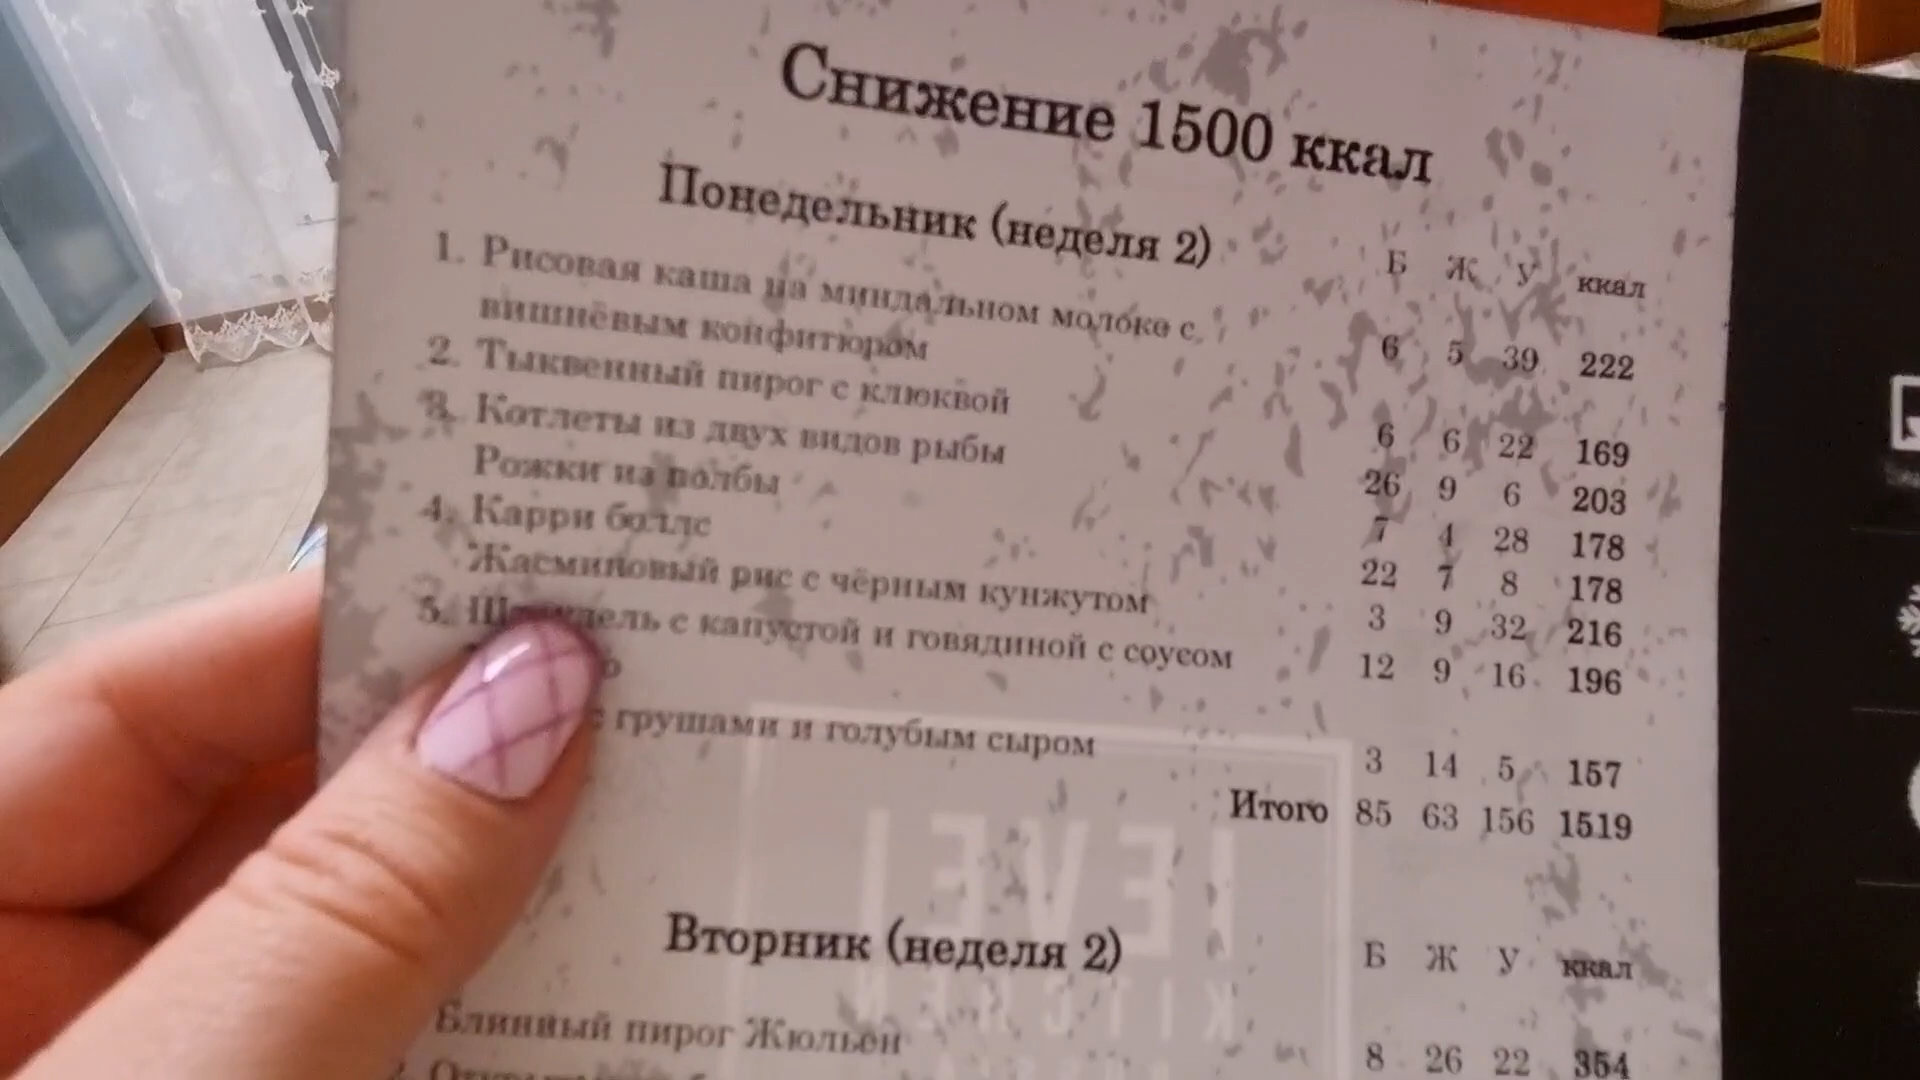 Снижение 1500 ккал
Понедельник (неделя 2)
Б Ж У ккал
1. Рисовая каша на миндальном молоке с
вишнёвым конфитюром 6 5 39 222
2. Тыквенный пирог с клюквой 6 6 22 169
3. Котлеты из двух видов рыбы 26 9 6 203
Рожки из полбы 7 4 28 178
4. Карри боллс 22 7 8 178
Жасминовый рис с чёрным кунжутом 3 9 32 216
5. с капустой и говядиной с соусом 12 9 16 196
с грушами и голубым сыром 3 14 5 157
Итого 85 63 156 1519
Вторник (неделя 2)
Б Ж У ккал
Блинный пирог Жюльен 8 26 22 354
2.
LEVEL
KITCHEN